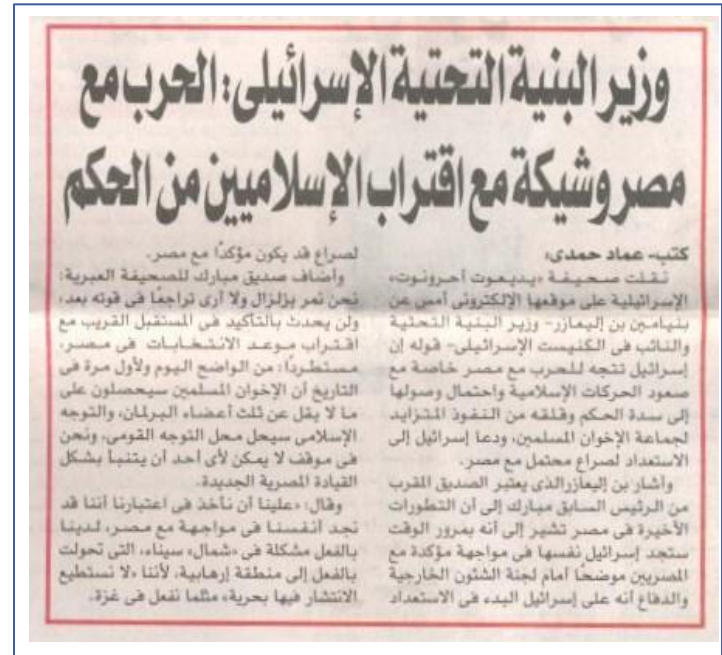 وزير البنية التحتية الإسرائيلى: الحرب مع
مصر وشيكة مع اقتراب الإسلاميين من الحكم
كتب- عماد حمدى:
نقلت صحيفة «يديعوت أحرونوت»
الإسرائيلية على موقعها الإلكترونى أمس عن
بنيامين بن إليعازر- وزير البنية التحتية
والنائب فى الكنيست الإسرائيلى- قوله إن
إسرائيل تتجه للحرب مع مصر خاصة مع
صعود الحركات الإسلامية واحتمال وصولها
إلى سدة الحكم وقلقه من النفوذ المتزايد
لجماعة الإخوان المسلمين، ودعا إسرائيل إلى
الاستعداد لصراع محتمل مع مصر.
وأشار بن إليعازر الذى يعتبر الصديق المقرب
من الرئيس السابق مبارك إلى أن التطورات
الأخيرة فى مصر تشير إلى أنه بمرور الوقت
ستجد إسرائيل نفسها فى مواجهة مؤكدة مع
المصريين موضحًا أمام لجنة الشئون الخارجية
والدفاع أنه على إسرائيل البدء فى الاستعداد
لصراع قد يكون مؤكدًا مع مصر.
وأضاف صديق مبارك للصحيفة العبرية:
نحن نمر بزلزال ولا أرى تراجعًا فى قوته بعد،
ولن يحدث بالتأكيد فى المستقبل القريب مع
اقتراب موعد الانتخابات فى مصر،
مستطردًا: من الواضح اليوم ولأول مرة فى
التاريخ أن الإخوان المسلمين سيحصلون على
ما لا يقل عن ثلث أعضاء البرلمان، والتوجه
الإسلامى سيحل محل التوجه القومى، ونحن
فى موقف لا يمكن لأى أحد أن يتنبأ بشكل
القيادة المصرية الجديدة.
وقال: «علينا أن نأخذ فى اعتبارنا أننا قد
نجد أنفسنا فى مواجهة مع مصر، لدينا
بالفعل مشكلة فى «شمال» سيناء، التى تحولت
بالفعل إلى منطقة إرهابية، لأننا «لا نستطيع
الانتشار فيها بحرية» مثلما نفعل فى غزة.